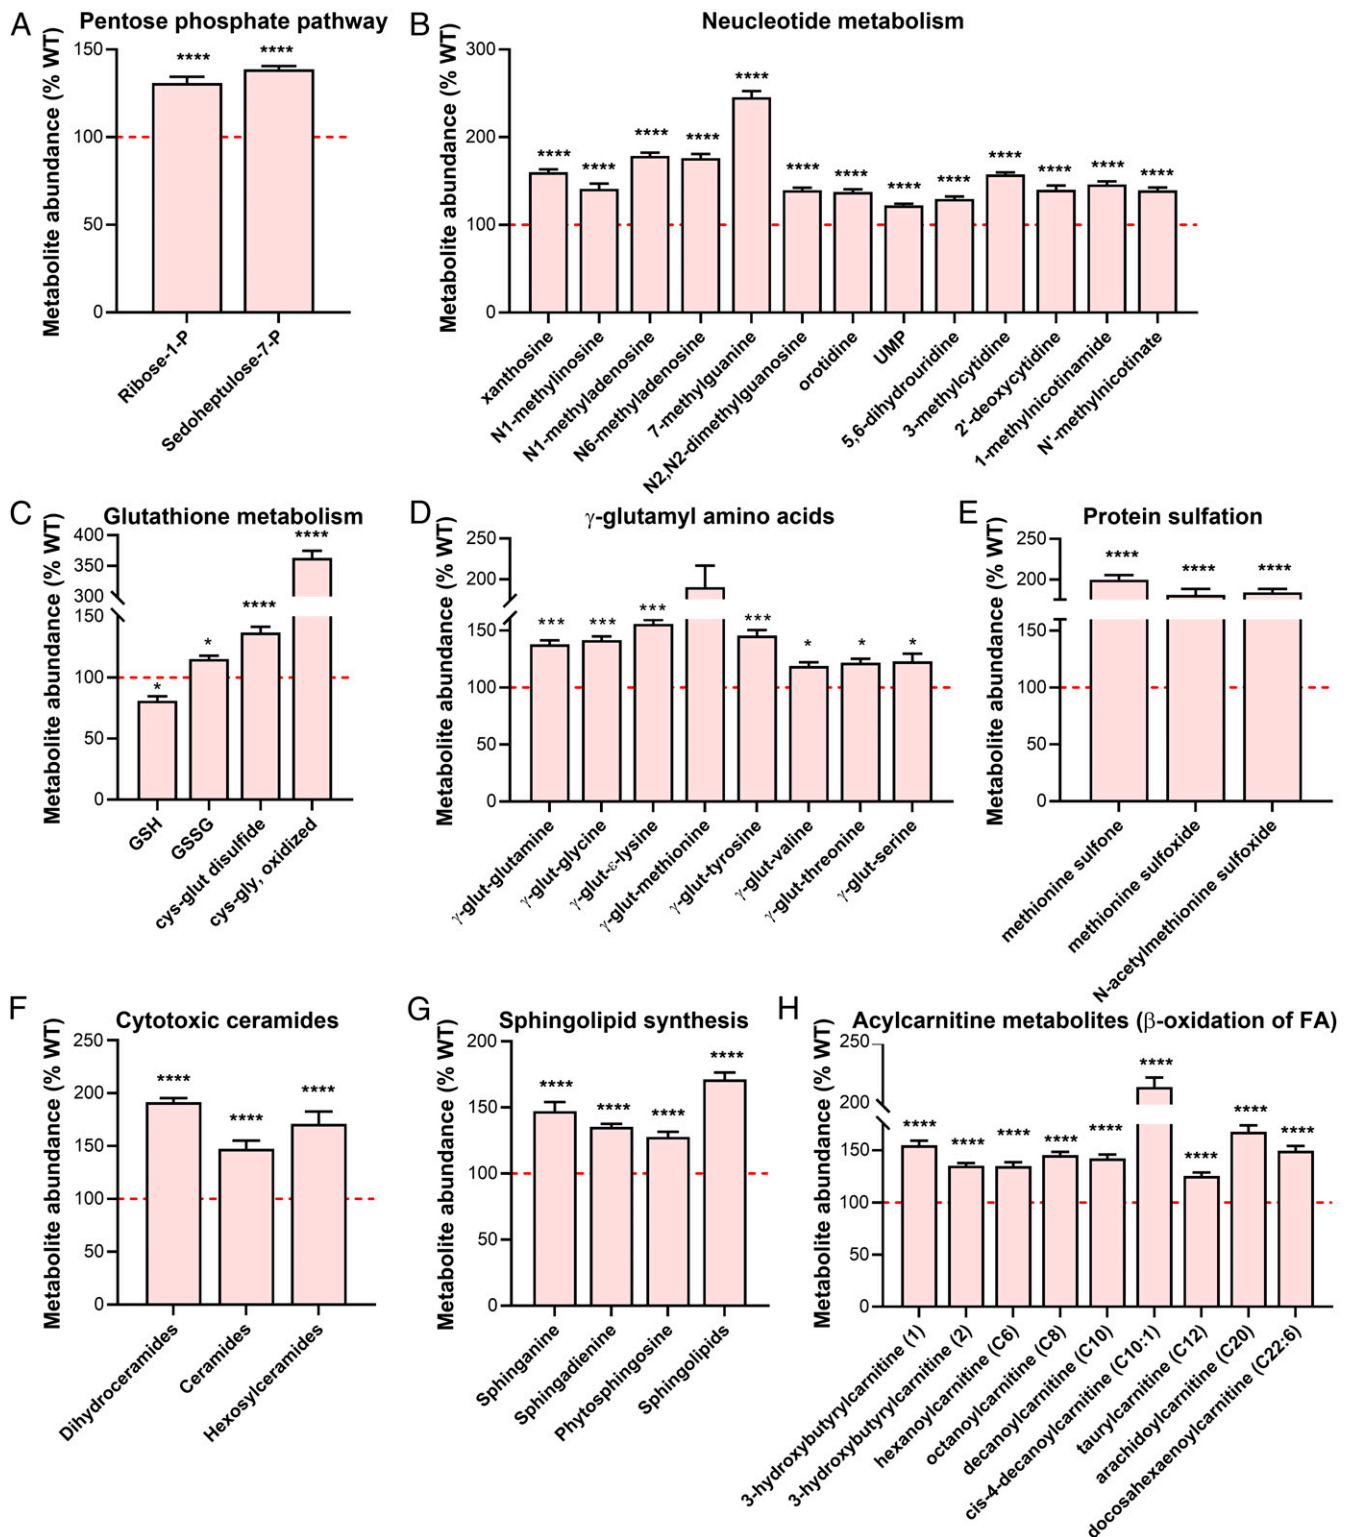 A
Pentose phosphate pathway
Metabolite abundance (% WT)
150
100
50
0
****
****
Ribose-1-P
Sedoheptulose-7-P
B
Neucleotide metabolism
Metabolite abundance (% WT)
300
200
100
0
****
****
****
****
****
****
****
****
****
****
****
****
****
xanthosine
N1-methylinosine
N1-methyladenosine
N6-methyladenosine
7-methylguanine
N2,N2-dimethylguanosine
orotidine
UMP
5,6-dihydrouridine
3-methylcytidine
2'-deoxycytidine
1-methylnicotinamide
N'-methylnicotinate
C
Glutathione metabolism
Metabolite abundance (% WT)
400
350
300
150
100
50
0
*
*
****
****
GSH
GSSG
cys-glut disulfide
cys-gly, oxidized
D
γ-glutamyl amino acids
Metabolite abundance (% WT)
250
200
150
100
50
0
***
***
***
***
*
*
*
γ-glut-glutamine
γ-glut-glycine
γ-glut-ε-lysine
γ-glut-methionine
γ-glut-tyrosine
γ-glut-valine
γ-glut-threonine
γ-glut-serine
E
Protein sulfation
Metabolite abundance (% WT)
250
200
150
100
50
0
****
****
****
methionine sulfone
methionine sulfoxide
N-acetylmethionine sulfoxide
F
Cytotoxic ceramides
Metabolite abundance (% WT)
250
200
150
100
50
0
****
****
****
Dihydroceramides
Ceramides
Hexosylceramides
G
Sphingolipid synthesis
Metabolite abundance (% WT)
200
150
100
50
0
****
****
****
****
Sphinganine
Sphingadienine
Phytosphingosine
Sphingolipids
H
Acylcarnitine metabolites (β-oxidation of FA)
Metabolite abundance (% WT)
250
200
150
100
50
0
****
****
****
****
****
****
****
****
****
3-hydroxybutyrylcarnitine (1)
3-hydroxybutyrylcarnitine (2)
hexanoylcarnitine (C6)
octanoylcarnitine (C8)
decanoylcarnitine (C10)
cis-4-decanoylcarnitine (C10:1)
taurylcarnitine (C12)
arachidoylcarnitine (C20)
docosahexaenoylcarnitine (C22:6)